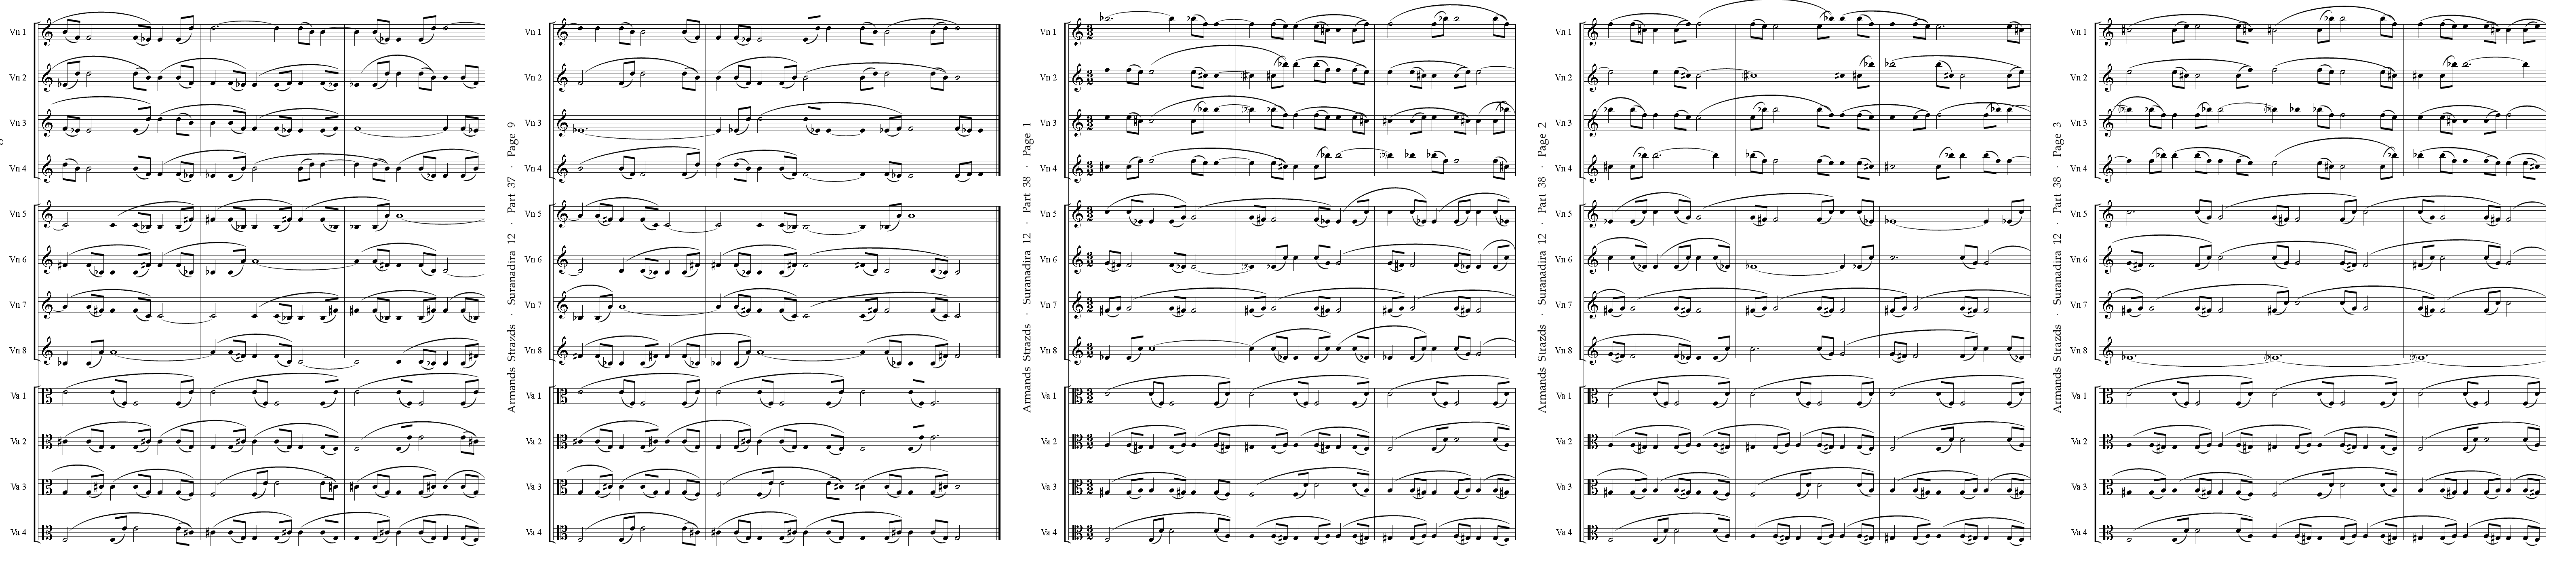 Vn 1
Vn 2
Vn 3
Vn 4
Vn 5
Vn 6
Vn 7
Vn 8
Va 1
Va 2
Va 3
Va 4
Armands Strazds · Suranadira 12 · Part 37 · Page 9
Vn 1
Vn 2
Vn 3
Vn 4
Vn 5
Vn 6
Vn 7
Vn 8
Va 1
Va 2
Va 3
Va 4
Armands Strazds · Suranadira 12 · Part 38 · Page 1
Vn 1
Vn 2
Vn 3
Vn 4
Vn 5
Vn 6
Vn 7
Vn 8
Va 1
Va 2
Va 3
Va 4
Armands Strazds · Suranadira 12 · Part 38 · Page 2
Vn 1
Vn 2
Vn 3
Vn 4
Vn 5
Vn 6
Vn 7
Vn 8
Va 1
Va 2
Va 3
Va 4
Armands Strazds · Suranadira 12 · Part 38 · Page 3
Vn 1
Vn 2
Vn 3
Vn 4
Vn 5
Vn 6
Vn 7
Vn 8
Va 1
Va 2
Va 3
Va 4